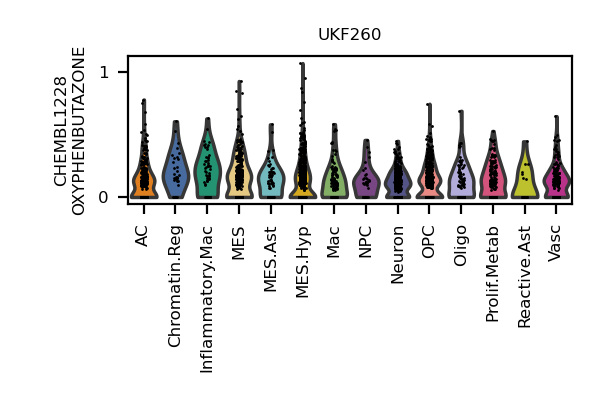 UKF260
CHEMBL1228
OXYPHENBUTAZONE
1
0
AC
Chromatin.Reg
Inflammatory.Mac
MES
MES.Ast
MES.Hyp
Mac
NPC
Neuron
OPC
Oligo
Prolif.Metab
Reactive.Ast
Vasc